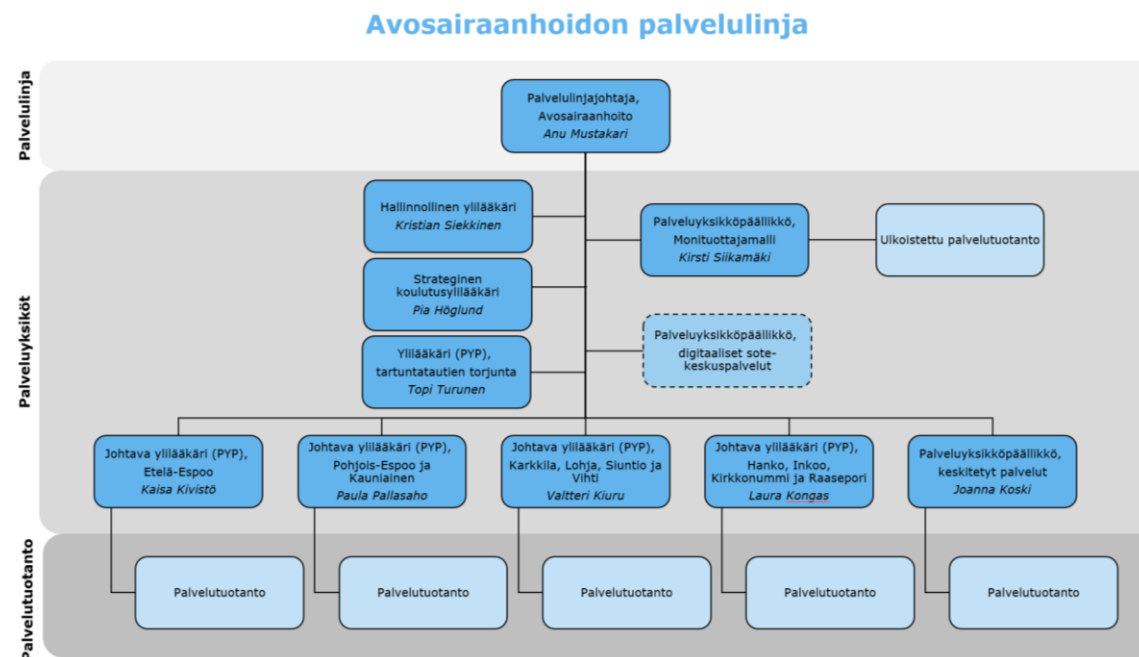 Avosairaanhoidon palvelulinja
Palvelulinja
Palvelulinjajohtaja,
Avosairaanhoito
Anu Mustakari
Palveluyksiköt
Hallinnollinen ylilääkäri
Kristian Siekkinen
Palveluyksikköpäällikkö,
Monituottajamalli
Kirsti Siikamäki
Ulkoistettu palvelutuotanto
Strateginen
koulutusylilääkäri
Pia Höglund
Palveluyksikköpäällikkö,
digitaaliset sote-
keskuspalvelut
Ylilääkäri (PYP),
tartuntatautien torjunta
Topi Turunen
Johtava ylilääkäri (PYP),
Etelä-Espoo
Kaisa Kivistö
Johtava ylilääkäri (PYP),
Pohjois-Espoo ja
Kauniainen
Paula Pallasaho
Johtava ylilääkäri (PYP),
Karkkila, Lohja, Siuntio ja
Vihti
Valtteri Kiuru
Johtava ylilääkäri (PYP),
Hanko, Inkoo,
Kirkkonummi ja Raasepori
Laura Kongas
Palveluyksikköpäällikkö,
keskitetyt palvelut
Joanna Koski
Palvelutuotanto
Palvelutuotanto
Palvelutuotanto
Palvelutuotanto
Palvelutuotanto
Palvelutuotanto